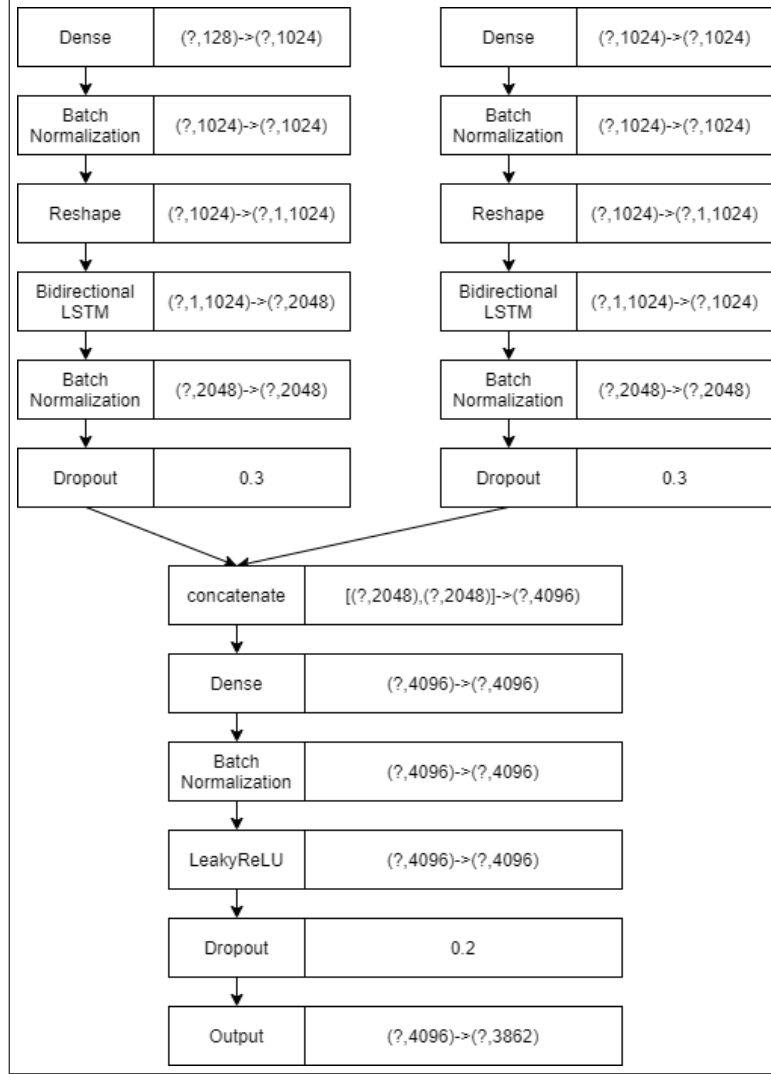 Dense (?,128)->(?,1024)
Batch
Normalization (?,1024)->(?,1024)
Reshape (?,1024)->(?,1,1024)
Bidirectional
LSTM (?,1,1024)->(?,2048)
Batch
Normalization (?,2048)->(?,2048)
Dropout 0.3
Dense (?,1024)->(?,1024)
Batch
Normalization (?,1024)->(?,1024)
Reshape (?,1024)->(?,1,1024)
Bidirectional
LSTM (?,1,1024)->(?,1024)
Batch
Normalization (?,2048)->(?,2048)
Dropout 0.3
concatenate [(?,2048),(?,2048)]->(?,4096)
Dense (?,4096)->(?,4096)
Batch
Normalization (?,4096)->(?,4096)
LeakyReLU (?,4096)->(?,4096)
Dropout 0.2
Output (?,4096)->(?,3862)